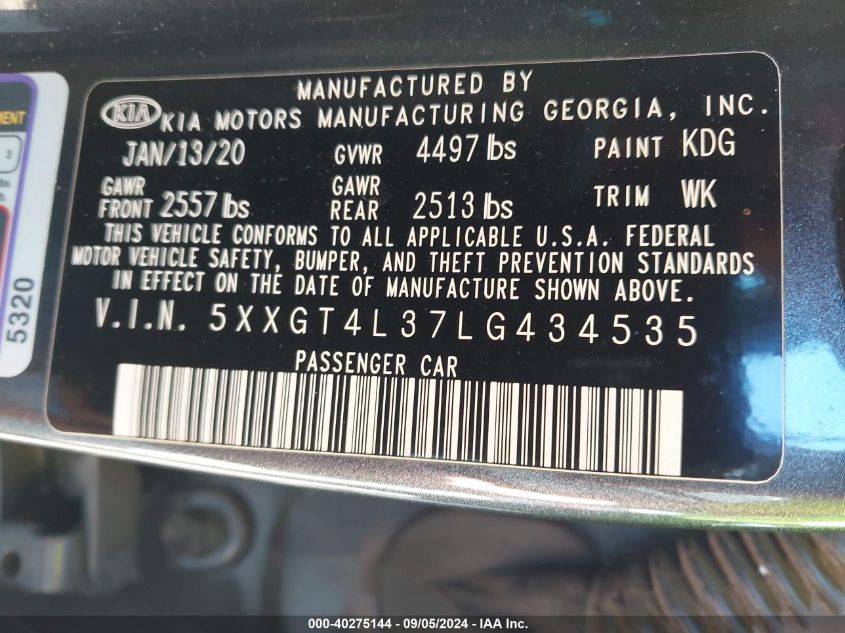 MANUFACTURED BY
KIA KIA MOTORS MANUFACTURING GEORGIA, INC.
JAN/13/20 GVWR 4497 lbs PAINT KDG
GAWR FRONT 2557 lbs GAWR REAR 2513 lbs TRIM WK
THIS VEHICLE CONFORMS TO ALL APPLICABLE U.S.A. FEDERAL
MOTOR VEHICLE SAFETY, BUMPER, AND THEFT PREVENTION STANDARDS
IN EFFECT ON THE DATE OF MANUFACTURE SHOWN ABOVE.
V.I.N. 5XXGT4L37LG434535
PASSENGER CAR
3
5320
000-40275144 - 09/05/2024 - IAA Inc.